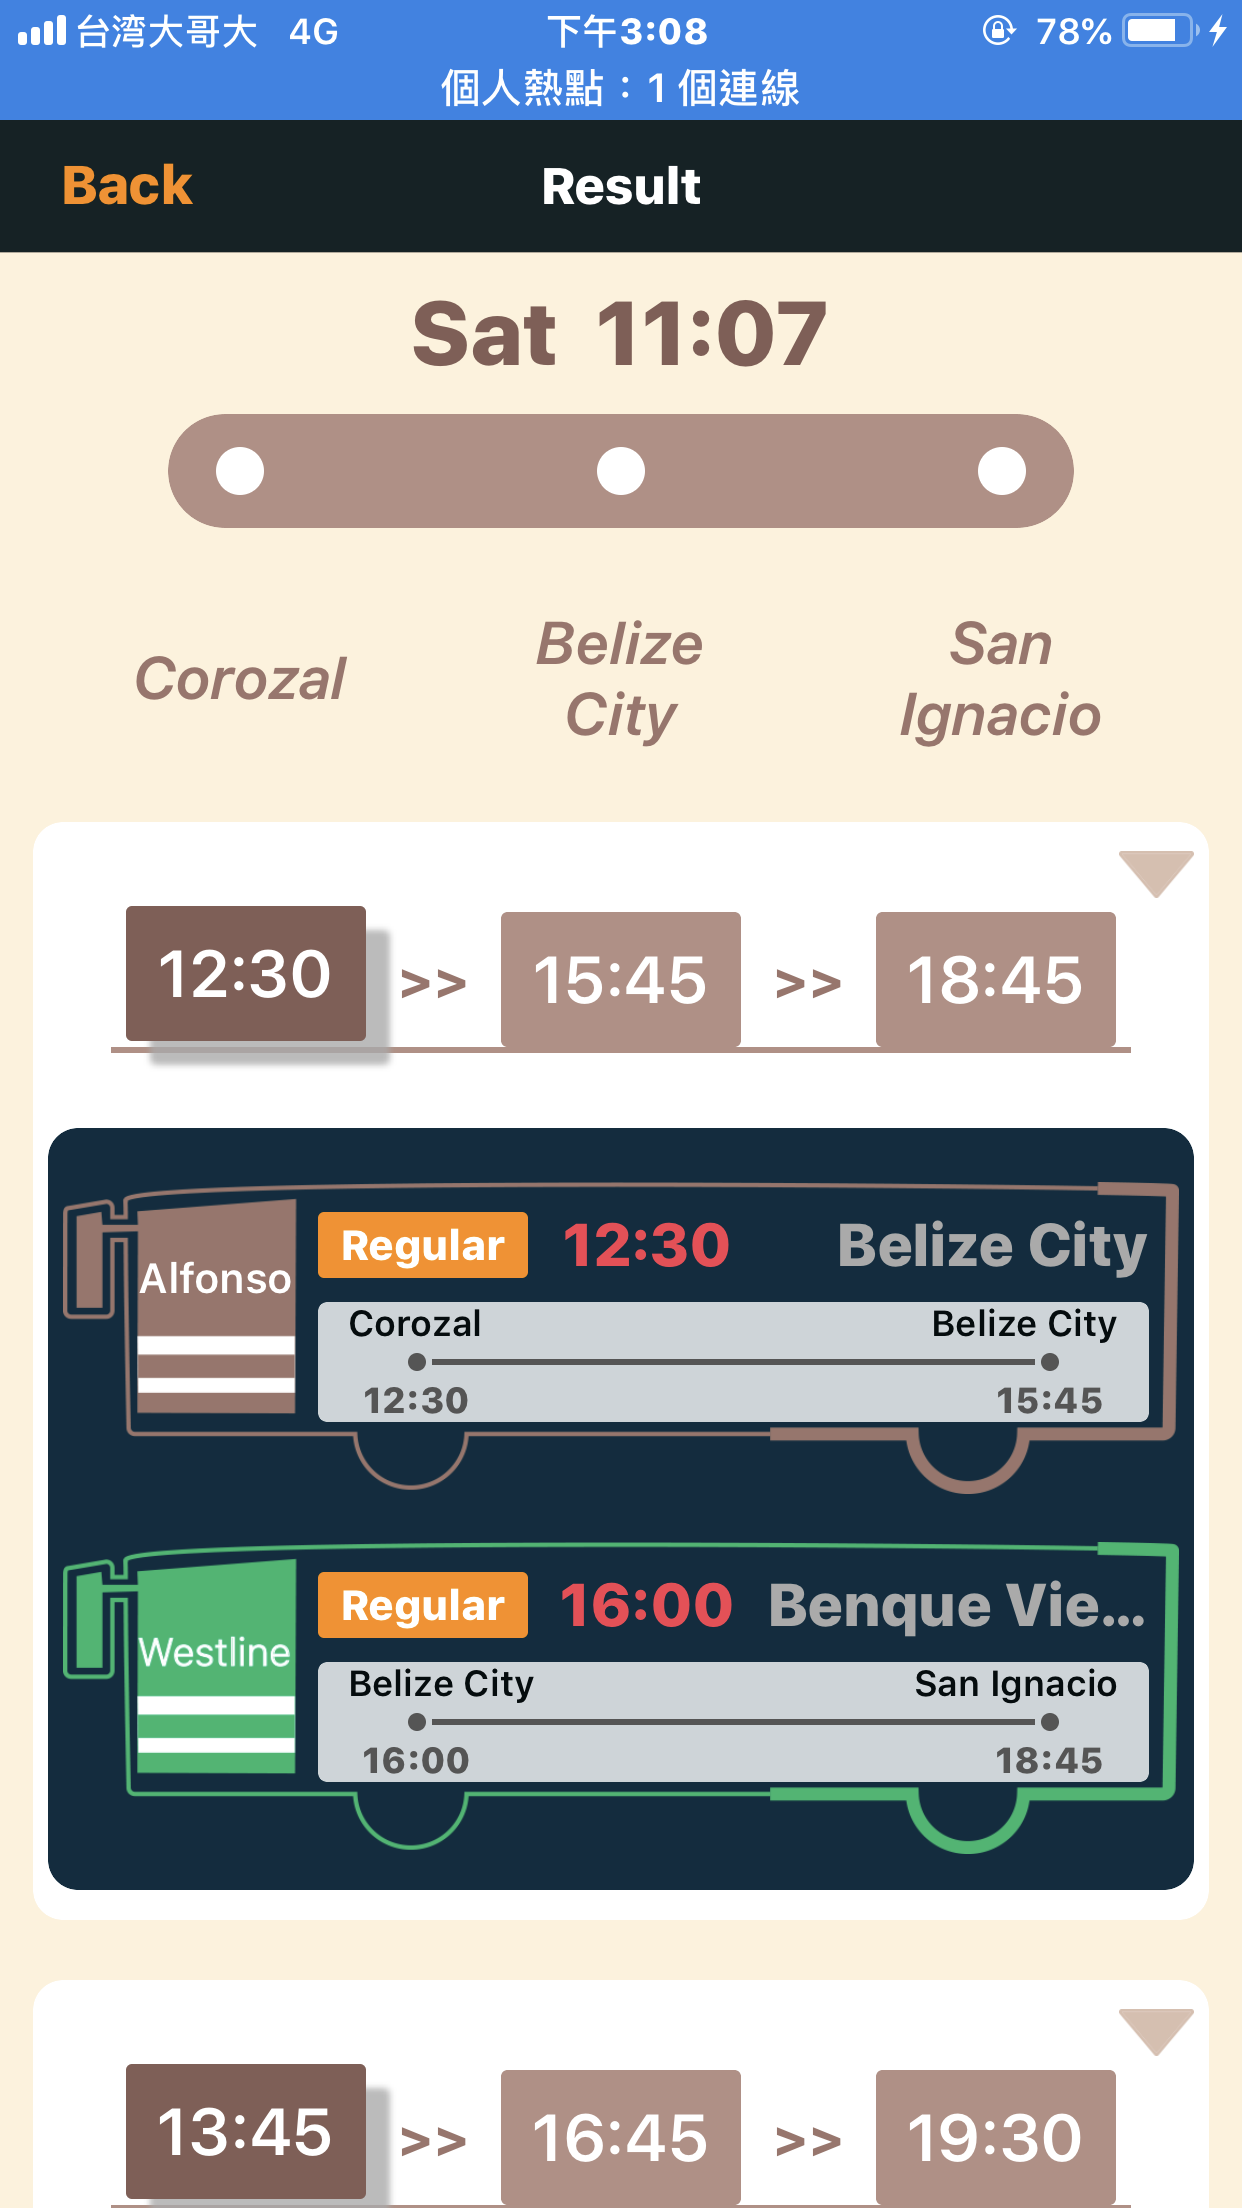 台湾大哥大 4G 下午3:08 78%
個人熱點：1 個連線
Back Result
Sat 11:07
Corozal
Belize City
San Ignacio
12:30 >> 15:45 >> 18:45
Alfonso
Regular 12:30 Belize City
Corozal Belize City
12:30 15:45
Westline
Regular 16:00 Benque Vie...
Belize City San Ignacio
16:00 18:45
13:45 >> 16:45 >> 19:30